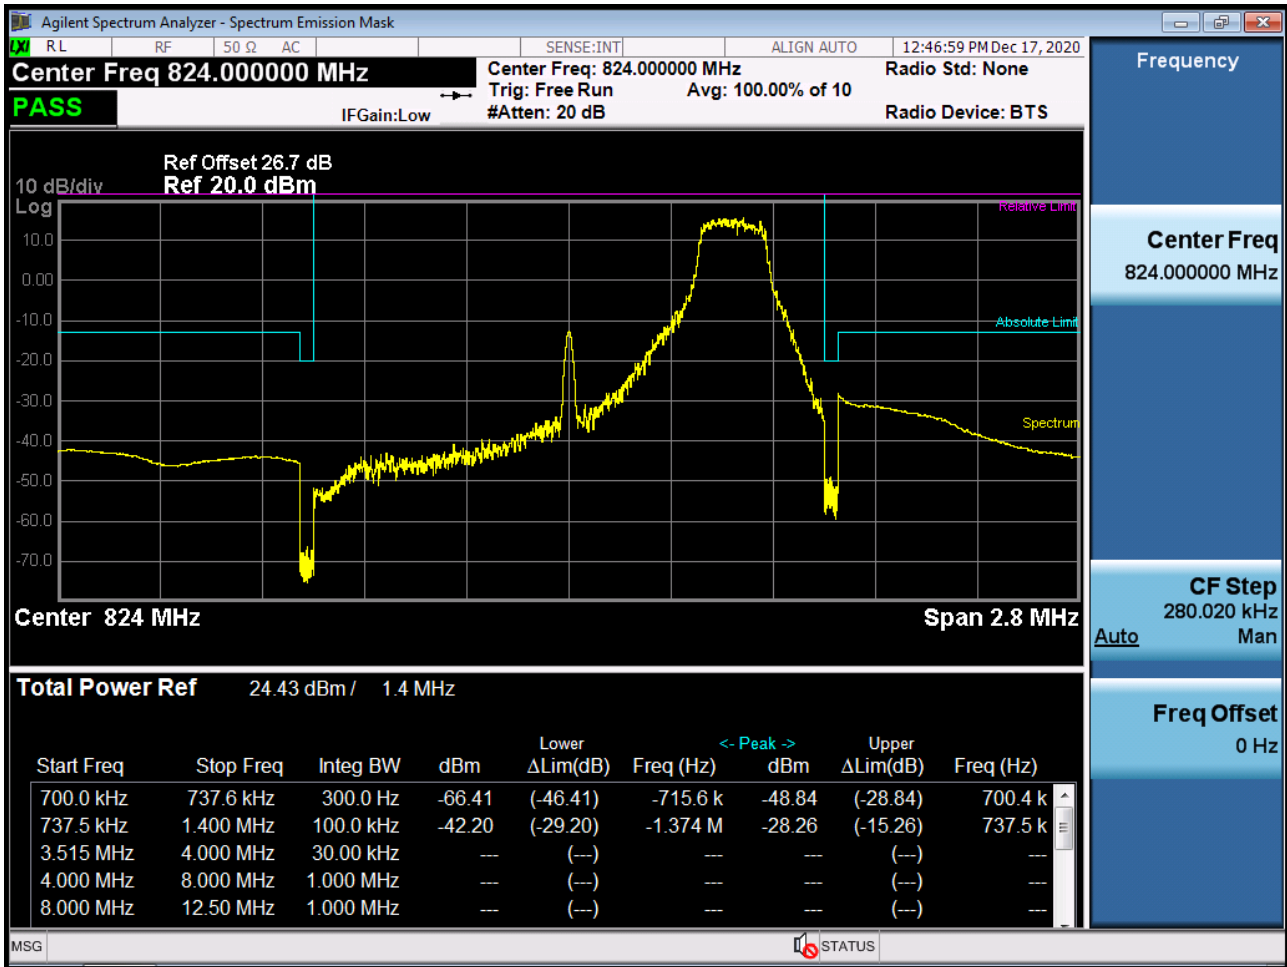 Agilent Spectrum Analyzer - Spectrum Emission Mask
LXI RL RF 50 Ω AC SENSE:INT ALIGN AUTO 12:46:59 PM Dec 17, 2020
Center Freq 824.000000 MHz
Center Freq: 824.000000 MHz
Radio Std: None
Trig: Free Run Avg: 100.00% of 10
PASS
IFGain:Low
#Atten: 20 dB
Radio Device: BTS
Ref Offset 26.7 dB
10 dB/div Ref 20.0 dBm
Log
Relative Limit
10.0
0.00
-10.0
Absolute Limit
-20.0
-30.0
Spectrum
-40.0
-50.0
-60.0
-70.0
Center 824 MHz
Span 2.8 MHz
Total Power Ref 24.43 dBm / 1.4 MHz
Lower <- Peak -> Upper
Start Freq Stop Freq Integ BW dBm ΔLim(dB) Freq (Hz) dBm ΔLim(dB) Freq (Hz)
700.0 kHz 737.6 kHz 300.0 Hz -66.41 (-46.41) -715.6 k -48.84 (-28.84) 700.4 k
737.5 kHz 1.400 MHz 100.0 kHz -42.20 (-29.20) -1.374 M -28.26 (-15.26) 737.5 k
3.515 MHz 4.000 MHz 30.00 kHz --- (---) --- --- (---) ---
4.000 MHz 8.000 MHz 1.000 MHz --- (---) --- --- (---) ---
8.000 MHz 12.50 MHz 1.000 MHz --- (---) --- --- (---) ---
MSG
STATUS
Frequency
Center Freq
824.000000 MHz
CF Step
280.020 kHz
Auto Man
Freq Offset
0 Hz